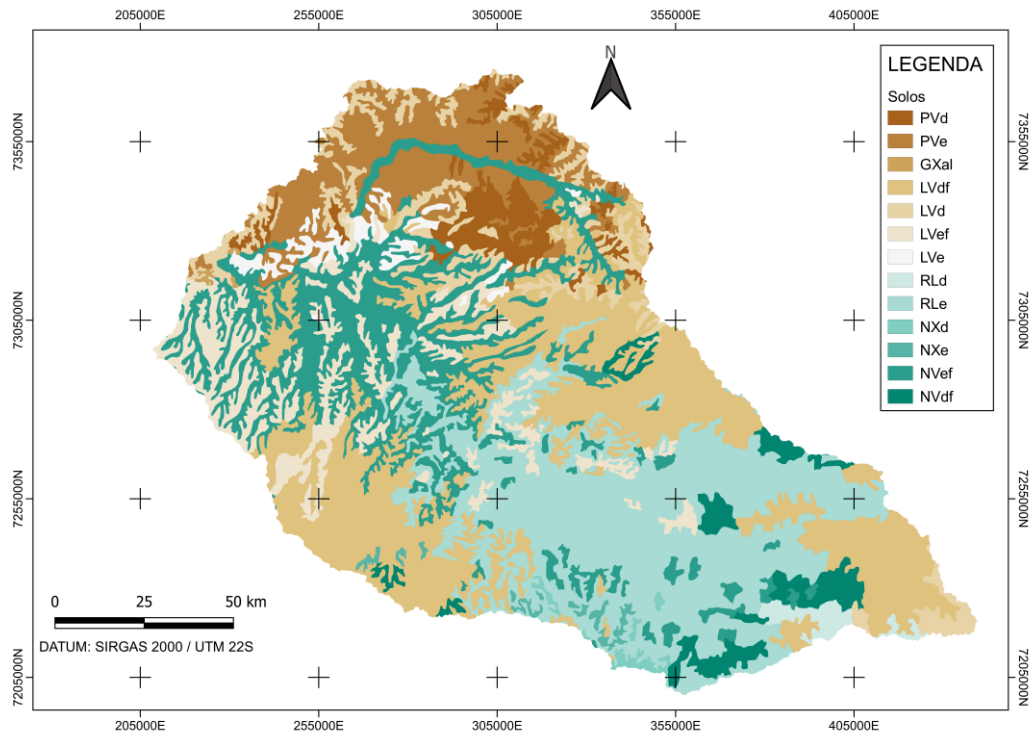 205000E 255000E 305000E 355000E 405000E
N
LEGENDA
Solos
PVd
PVe
GXal
LVdf
LVd
LVef
LVe
RLd
RLe
NXd
NXe
NVef
NVdf
7355000N 7355000N
7305000N 7305000N
7255000N 7255000N
7205000N 7205000N
0 25 50 km
DATUM: SIRGAS 2000 / UTM 22S
205000E 255000E 305000E 355000E 405000E